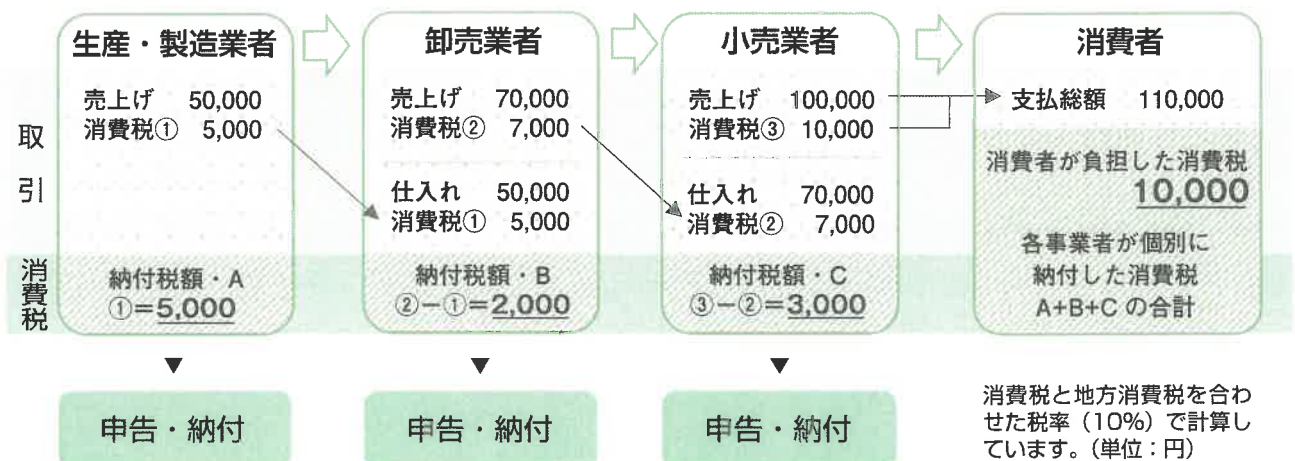 生産・製造業者
売上げ 50,000
消費税① 5,000
納付税額・A
①=5,000
▼
申告・納付
卸売業者
売上げ 70,000
消費税② 7,000
仕入れ 50,000
消費税① 5,000
納付税額・B
②−①=2,000
▼
申告・納付
小売業者
売上げ 100,000
消費税③ 10,000
仕入れ 70,000
消費税② 7,000
納付税額・C
③−②=3,000
▼
申告・納付
消費者
支払総額 110,000
消費者が負担した消費税
10,000
各事業者が個別に
納付した消費税
A+B+C の合計
取引
消費税
消費税と地方消費税を合わ
せた税率（10%）で計算し
ています。（単位：円）